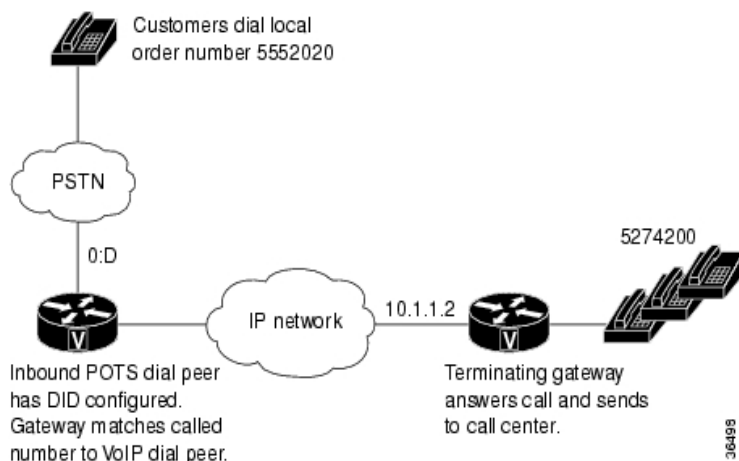 Customers dial local
order number 5552020
PSTN
0:D
5274200
IP network
10.1.1.2
V
V
Inbound POTS dial peer
has DID configured.
Gateway matches called
number to VoIP dial peer.
Terminating gateway
answers call and sends
to call center.
36498